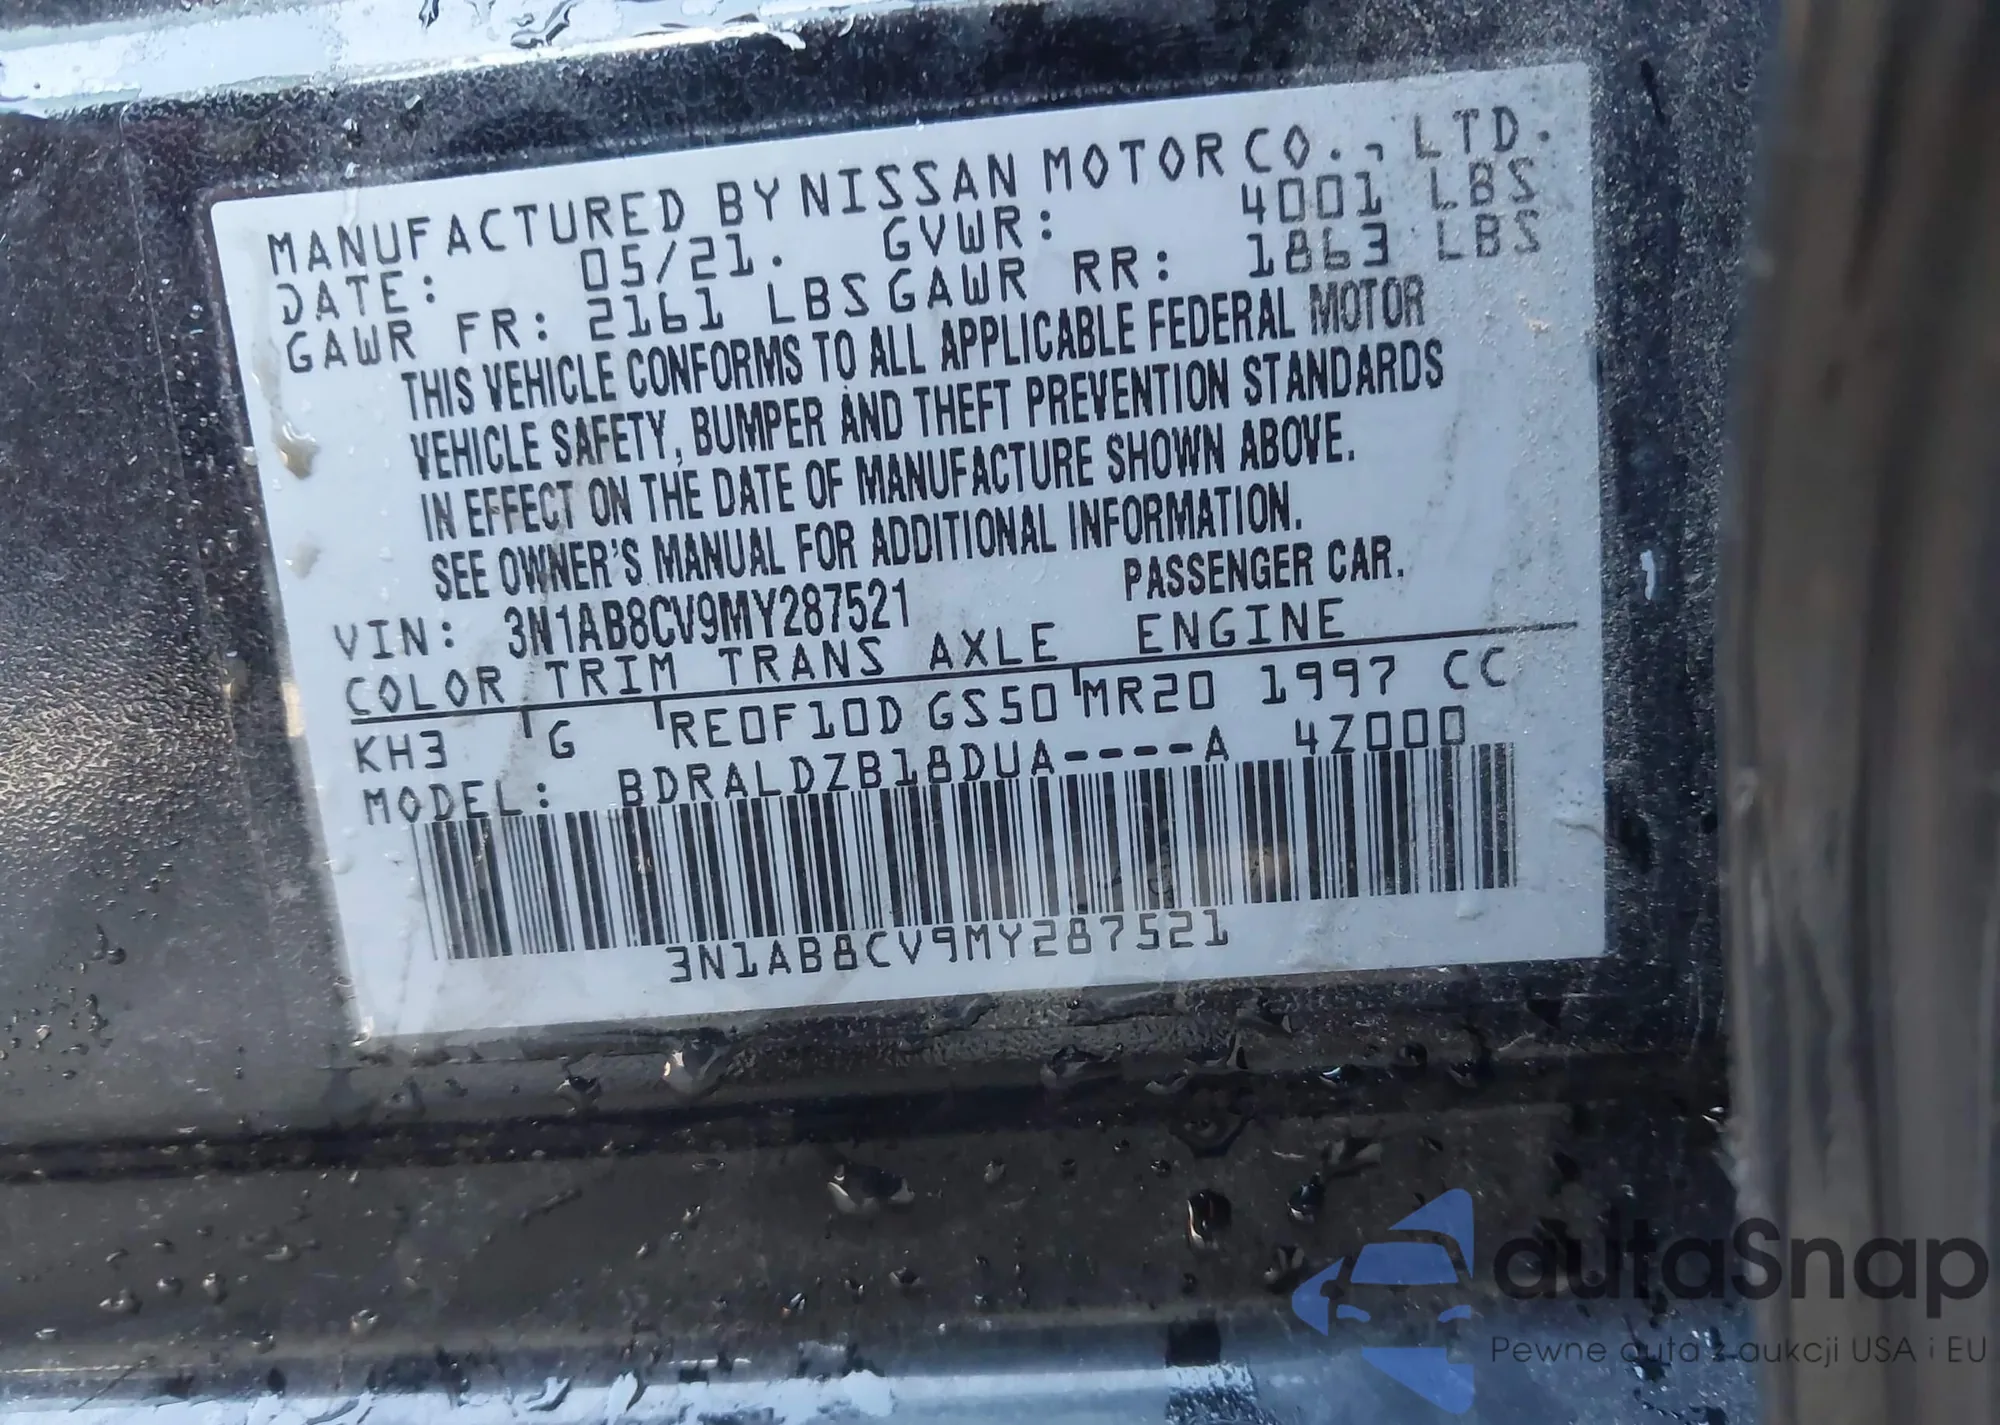 MANUFACTURED BY NISSAN MOTOR CO., LTD.
DATE: 05/21. GVWR: 4001 LBS
GAWR FR: 2161 LBS GAWR RR: 1863 LBS
THIS VEHICLE CONFORMS TO ALL APPLICABLE FEDERAL MOTOR
VEHICLE SAFETY, BUMPER AND THEFT PREVENTION STANDARDS
IN EFFECT ON THE DATE OF MANUFACTURE SHOWN ABOVE.
SEE OWNER'S MANUAL FOR ADDITIONAL INFORMATION.
VIN: 3N1AB8CV9MY287521 PASSENGER CAR.
COLOR TRIM TRANS AXLE ENGINE
KH3 G RE0F10D GS50 MR20 1997 CC
MODEL: BDRALDZB18DUA----A 4Z000
3N1AB8CV9MY287521
autaSnap
Pewne auta z aukcji USA i EU